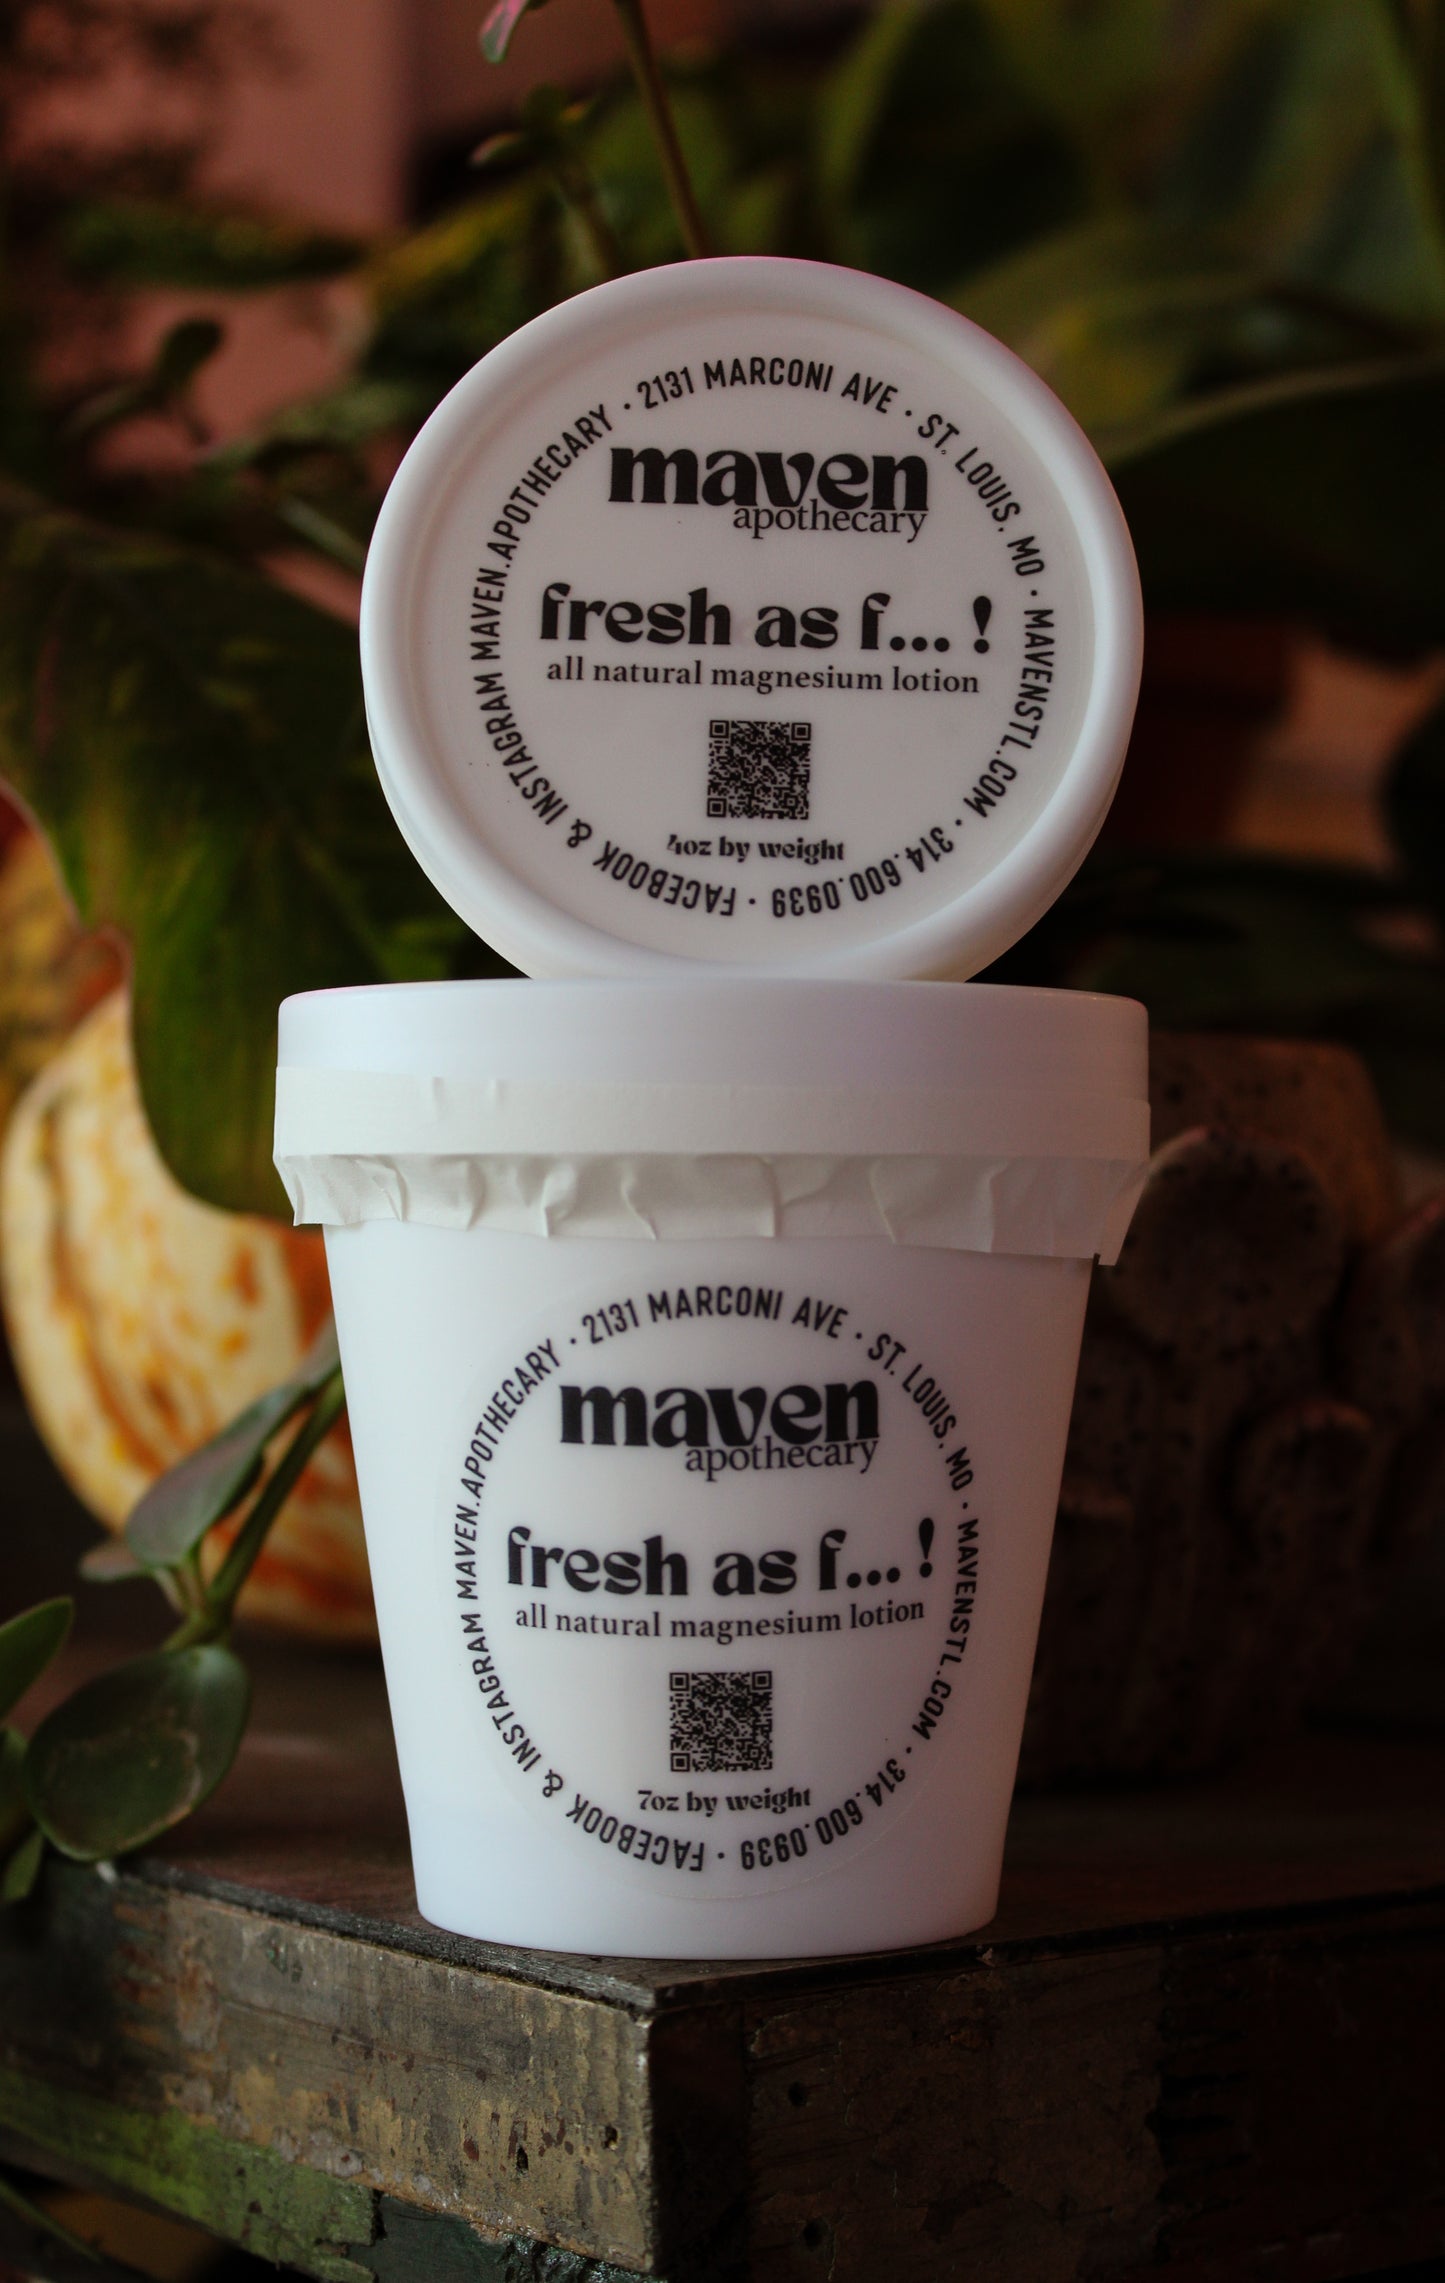 2131 MARCONI AVE • ST. LOUIS, MO • MAVENSTL.COM • 314.600.0939 • FACEBOOK & INSTAGRAM MAVEN.APOTHECARY •
maven
apothecary
fresh as f... !
all natural magnesium lotion
4oz by weight
2131 MARCONI AVE • ST. LOUIS, MO • MAVENSTL.COM • 314.600.0939 • FACEBOOK & INSTAGRAM MAVEN.APOTHECARY •
maven
apothecary
fresh as f... !
all natural magnesium lotion
7oz by weight